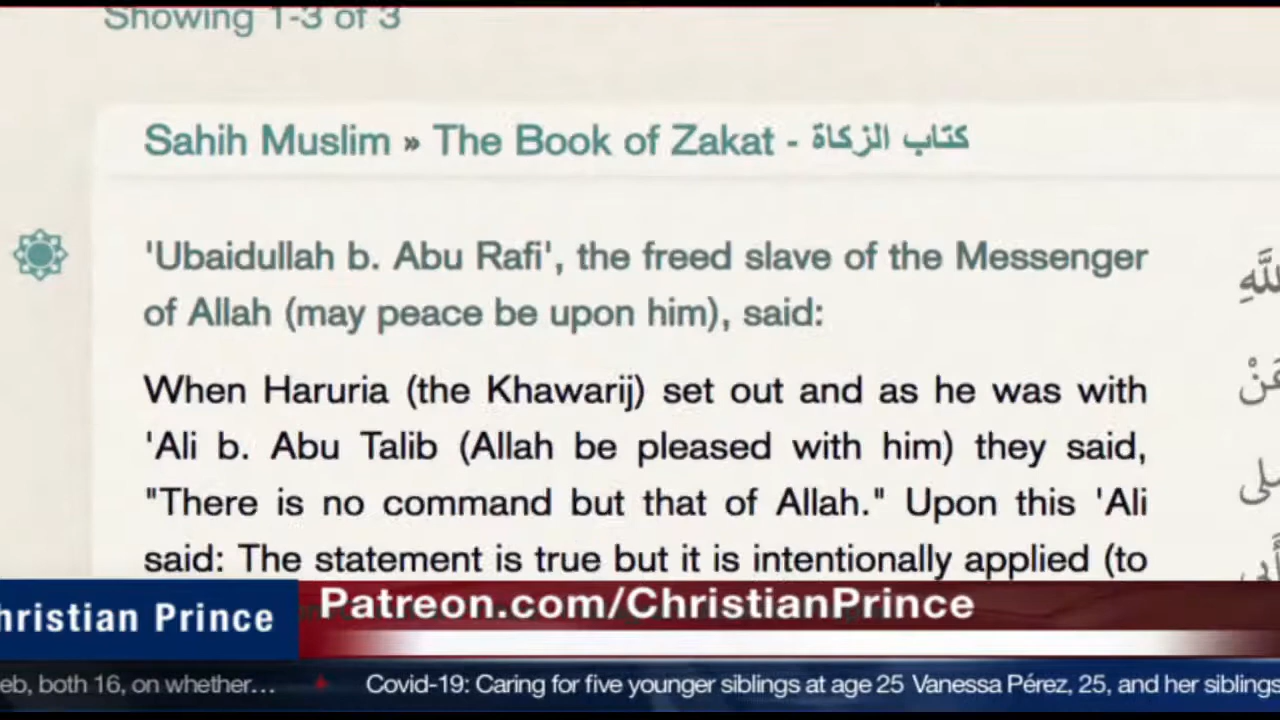 Showing 1-3 of 3
Sahih Muslim » The Book of Zakat - كتاب الزكاة
'Ubaidullah b. Abu Rafi', the freed slave of the Messenger
of Allah (may peace be upon him), said:
When Haruria (the Khawarij) set out and as he was with
'Ali b. Abu Talib (Allah be pleased with him) they said,
"There is no command but that of Allah." Upon this 'Ali
said: The statement is true but it is intentionally applied (to
hristian Prince
Patreon.com/ChristianPrince
eb, both 16, on whether... Covid-19: Caring for five younger siblings at age 25 Vanessa Pérez, 25, and her siblings